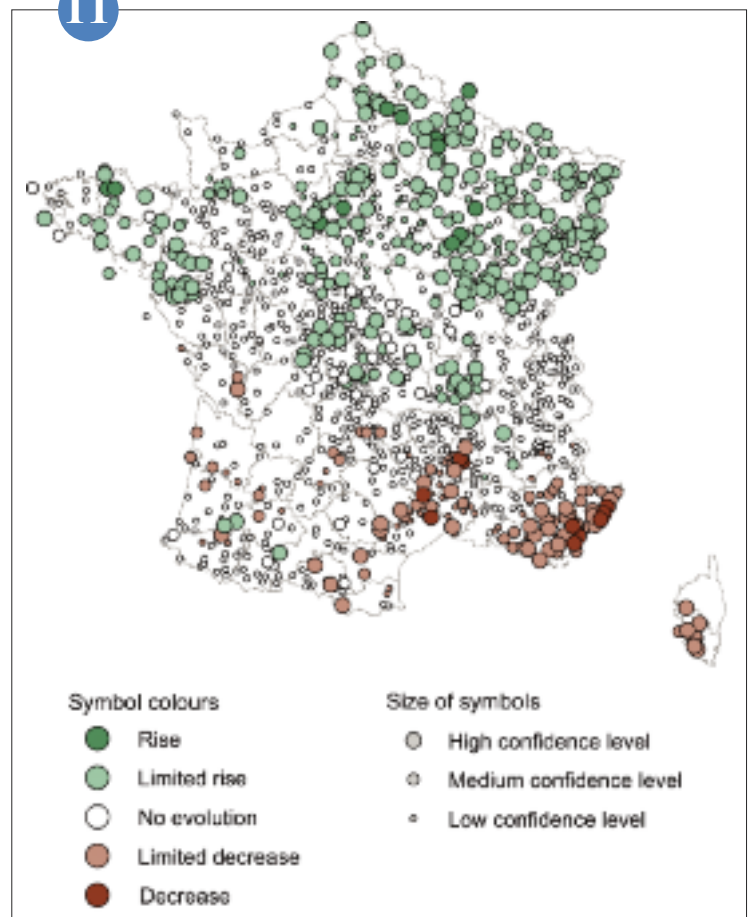 11
Symbol colours
Rise
Limited rise
No evolution
Limited decrease
Decrease
Size of symbols
High confidence level
Medium confidence level
Low confidence level